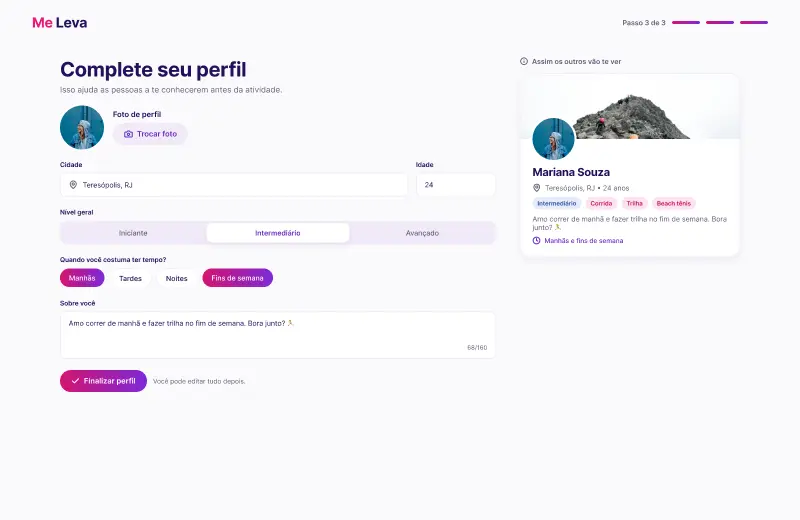 Me Leva
Passo 3 de 3
Complete seu perfil
Isso ajuda as pessoas a te conhecerem antes da atividade.
Foto de perfil
Trocar foto
Cidade
Idade
Teresópolis, RJ
24
Nível geral
Iniciante
Intermediário
Avançado
Quando você costuma ter tempo?
Manhãs
Tardes
Noites
Fins de semana
Sobre você
Amo correr de manhã e fazer trilha no fim de semana. Bora junto? 🏃
68/160
Finalizar perfil
Você pode editar tudo depois.
Assim os outros vão te ver
Mariana Souza
Teresópolis, RJ • 24 anos
Intermediário
Corrida
Trilha
Beach tênis
Amo correr de manhã e fazer trilha no fim de semana. Bora
junto? 🏃
Manhãs e fins de semana